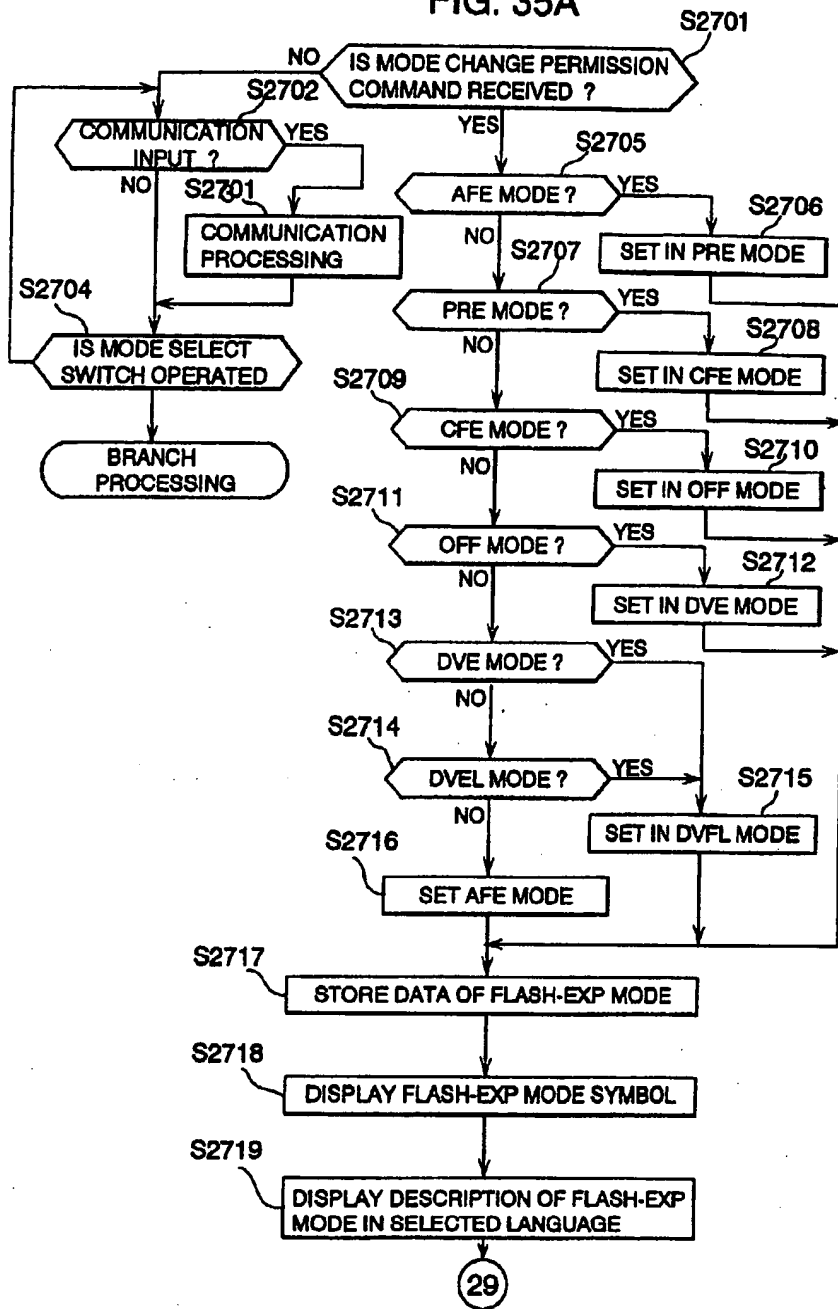 FIG. 35A
S2701
NO
IS MODE CHANGE PERMISSION
COMMAND RECEIVED ?
YES
S2702
COMMUNICATION
INPUT ?
YES
NO
S2701
3
COMMUNICATION
PROCESSING
S2704
IS MODE SELECT
SWITCH OPERATED
BRANCH
PROCESSING
S2705
AFE MODE ?
YES
NO
S2706
SET IN PRE MODE
S2707
PRE MODE ?
YES
NO
S2708
SET IN CFE MODE
S2709
CFE MODE ?
YES
NO
S2710
SET IN OFF MODE
S2711
OFF MODE ?
YES
NO
S2712
SET IN DVE MODE
S2713
DVE MODE ?
YES
NO
S2714
DVEL MODE ?
YES
NO
S2715
SET IN DVFL MODE
S2716
SET AFE MODE
S2717
STORE DATA OF FLASH-EXP MODE
S2718
DISPLAY FLASH-EXP MODE SYMBOL
S2719
DISPLAY DESCRIPTION OF FLASH-EXP
MODE IN SELECTED LANGUAGE
29